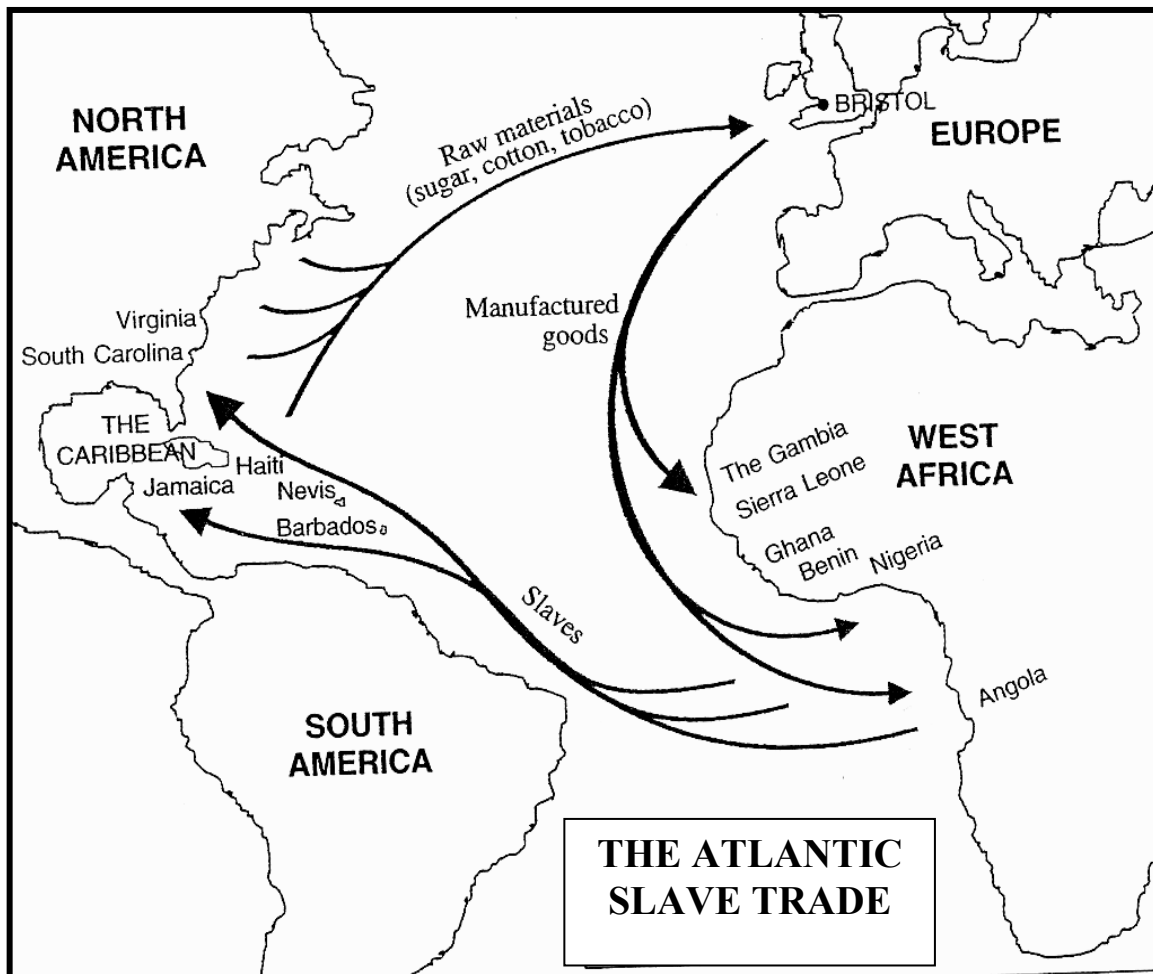 NORTH
AMERICA
Raw materials
(sugar, cotton, tobacco)
BRISTOL
EUROPE
Manufactured
goods
Virginia
South Carolina
THE
CARIBBEAN
Haiti
Jamaica
Nevis
Barbados
The Gambia
Sierra Leone
WEST
AFRICA
Ghana
Benin
Nigeria
Slaves
Angola
SOUTH
AMERICA
THE ATLANTIC
SLAVE TRADE